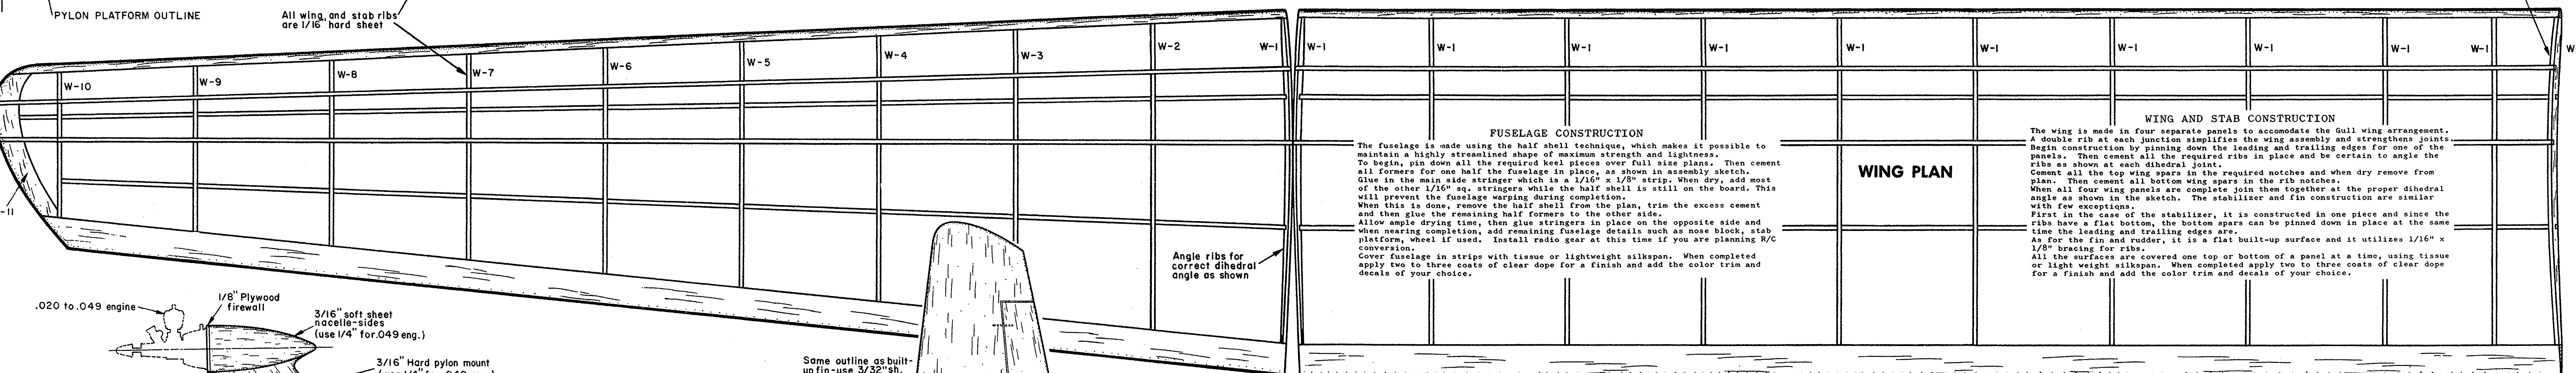 PYLON PLATFORM OUTLINE
All wing, and stab ribs
are 1/16" hard sheet
W-10
W-9
W-8
W-7
W-6
W-5
W-4
W-3
W-2
W-1
W-1
W-1
W-1
W-1
W-1
W-1
W-1
W-1
W-1
W-1
W
-11
FUSELAGE CONSTRUCTION
The fuselage is made using the half shell technique, which makes it possible to
maintain a highly streamlined shape of maximum strength and lightness.
To begin, pin down all the required keel pieces over full size plans. Then cement
all formers for one half the fuselage in place, as shown in assembly sketch.
Glue in the main side stringer which is a 1/16" x 1/8" strip. When dry, add most
of the other 1/16" sq. stringers while the half shell is still on the board. This
will prevent the fuselage warping during completion.
When this is done, remove the half shell from the plan, trim the excess cement
and then glue the remaining half formers to the other side.
Allow ample drying time, then glue stringers in place on the opposite side and
when nearing completion, add remaining fuselage details such as nose block, stab
platform, wheel if used. Install radio gear at this time if you are planning R/C
conversion.
Cover fuselage in strips with tissue or lightweight silkspan. When completed
apply two to three coats of clear dope for a finish and add the color trim and
decals of your choice.
WING PLAN
WING AND STAB CONSTRUCTION
The wing is made in four separate panels to accomodate the Gull wing arrangement.
A double rib at each junction simplifies the wing assembly and strengthens joints.
Begin construction by pinning down the leading and trailing edges for one of the
panels. Then cement all the required ribs in place and be certain to angle the
ribs as shown at each dihedral joint.
Cement all the top wing spars in the required notches and when dry remove from
plan. Then cement all bottom wing spars in the rib notches.
When all four wing panels are complete join them together at the proper dihedral
angle as shown in the sketch. The stabilizer and fin construction are similar
with few exceptions.
First in the case of the stabilizer, it is constructed in one piece and since the
ribs have a flat bottom, the bottom spars can be pinned down in place at the same
time the leading and trailing edges are.
As for the fin and rudder, it is a flat built-up surface and it utilizes 1/16" x
1/8" bracing for ribs.
All the surfaces are covered one top or bottom of a panel at a time, using tissue
or light weight silkspan. When completed apply two to three coats of clear dope
for a finish and add the color trim and decals of your choice.
Angle ribs for
correct dihedral
angle as shown
.020 to .049 engine
1/8" Plywood
firewall
3/16" soft sheet
nacelle-sides
(use 1/4" for .049 eng.)
3/16" Hard pylon mount
(use 1/4" for .049 eng.)
Same outline as built-
up fin-use 3/32" sh.